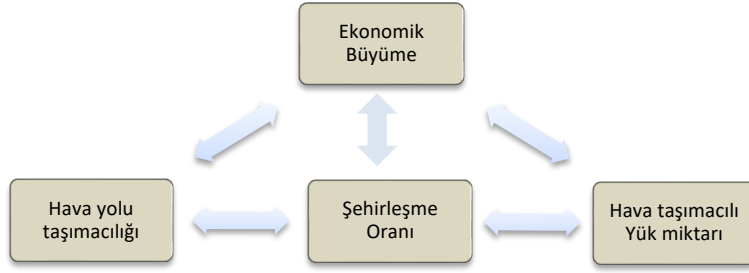 Ekonomik
Büyüme
Hava yolu
taşımacılığı
Şehirleşme
Oranı
Hava taşımacılı
Yük miktarı